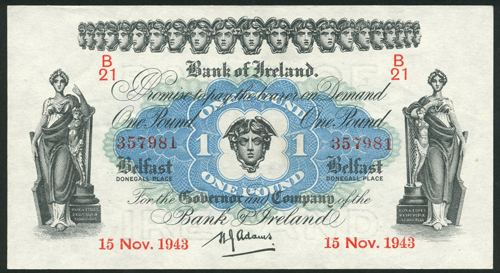 Bank of Ireland.
B
21
B
21
Promise to pay the bearer on Demand
One Pound
ONE POUND
One Pound
357981
1
1
357981
Belfast
Belfast
DONEGALL PLACE
DONEGALL PLACE
ONE POUND
For the Governor and Company of the
Bank of Ireland
15 Nov. 1943
H J Adams
15 Nov. 1943